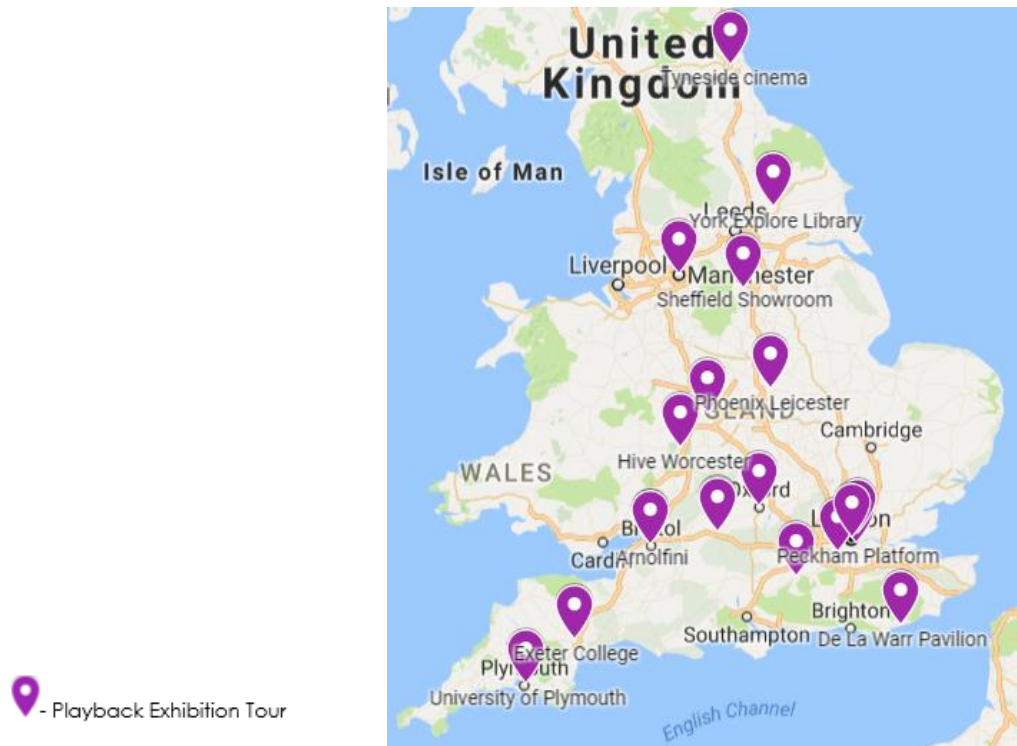 United
Kingdom
Tyneside cinema
Isle of Man
Leeds
York Explore Library
Liverpool
Manchester
Sheffield Showroom
Phoenix Leicester
Cambridge
Hive Worcester
WALES
Oxford
Bristol
London
Arnolfini
Peckham Platform
Brighton
Southampton
De La Warr Pavilion
Exeter College
Plymouth
University of Plymouth
English Channel
- Playback Exhibition Tour